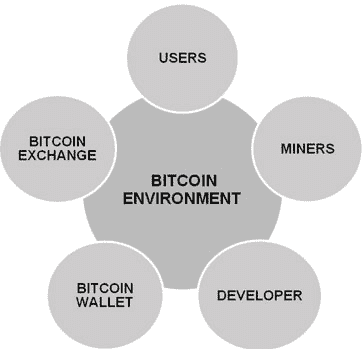 USERS
BITCOIN
EXCHANGE
MINERS
BITCOIN
ENVIRONMENT
BITCOIN
WALLET
DEVELOPER